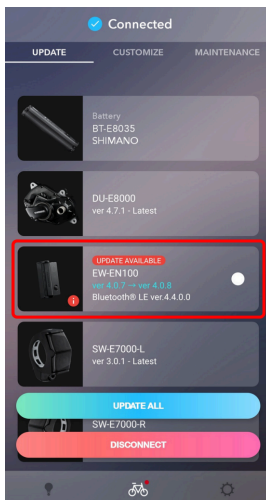 Connected
UPDATE CUSTOMIZE MAINTENANCE
Battery
BT-E8035
SHIMANO
DU-E8000
ver 4.7.1 - Latest
UPDATE AVAILABLE
EW-EN100
ver 4.0.7 → ver 4.0.8
Bluetooth® LE ver.4.4.0.0
SW-E7000-L
ver 3.0.1 - Latest
UPDATE ALL
SW-E7000-R
DISCONNECT